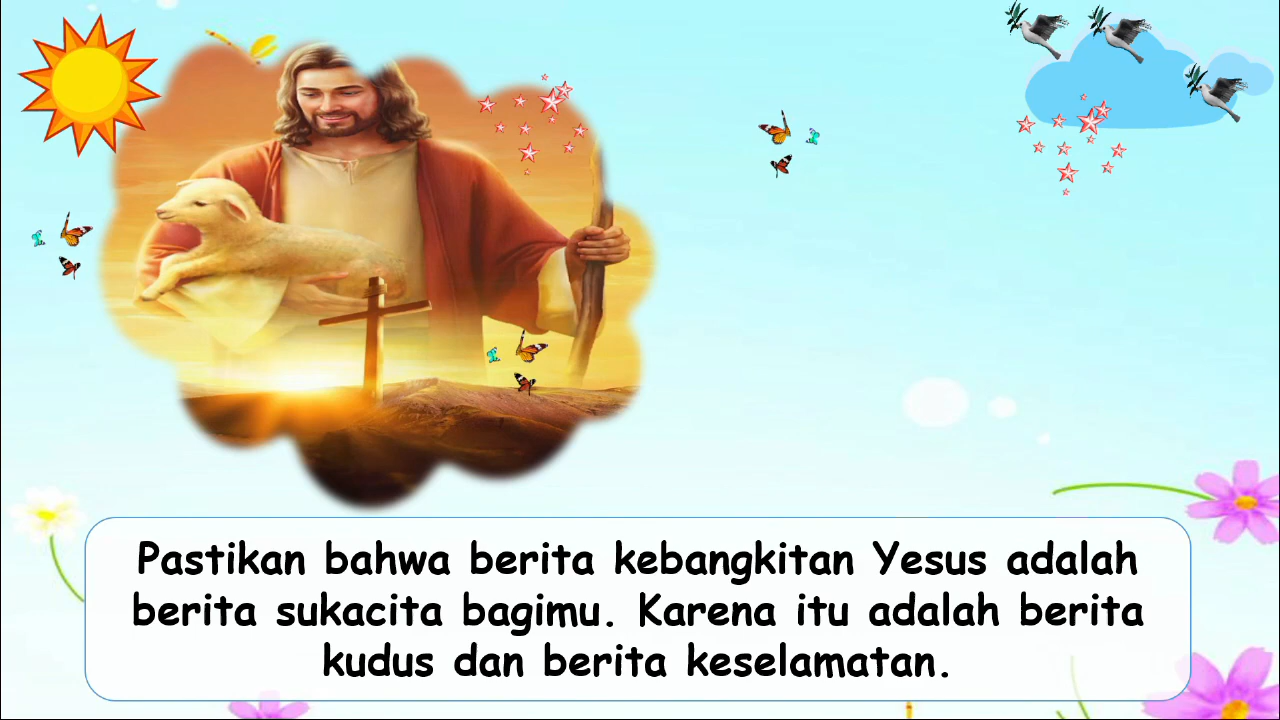 Pastikan bahwa berita kebangkitan Yesus adalah
berita sukacita bagimu. Karena itu adalah berita
kudus dan berita keselamatan.